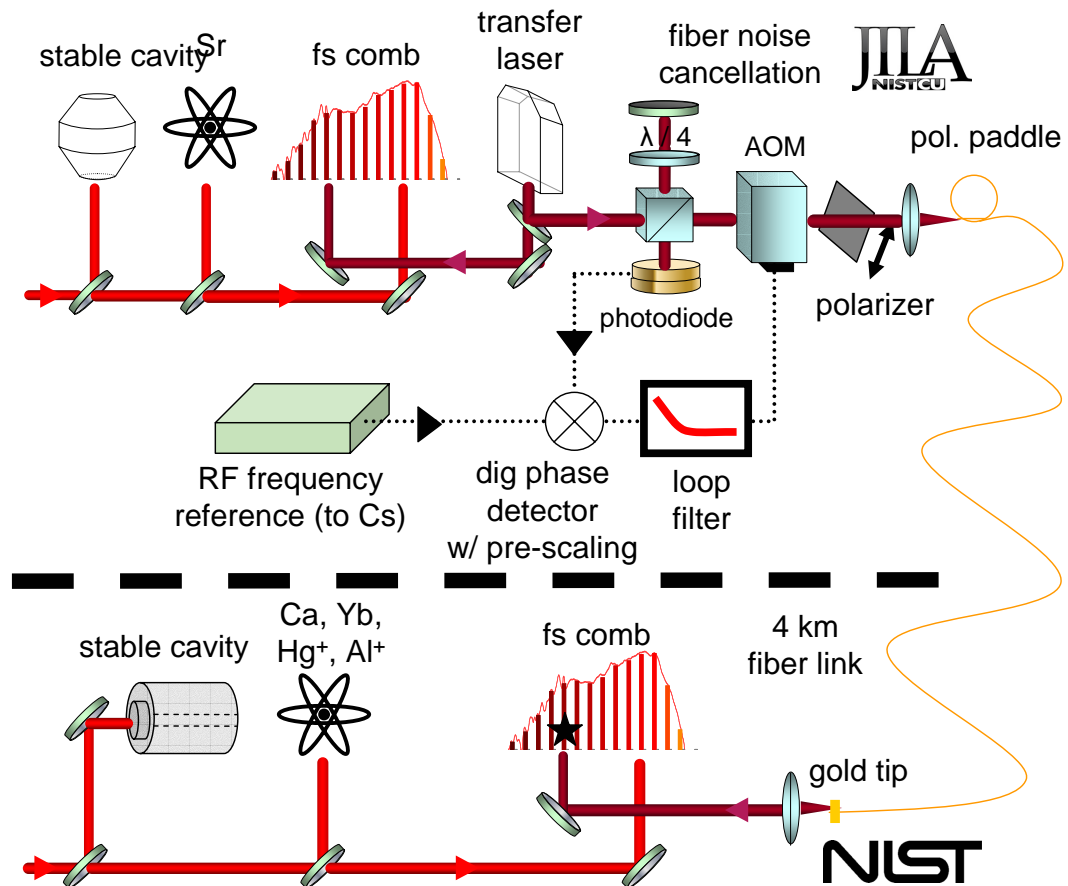 stable cavity
Sr
fs comb
transfer
laser
fiber noise
cancellation
JILA
NIST CU
λ / 4
AOM
pol. paddle
photodiode
polarizer
RF frequency
reference (to Cs)
dig phase
detector
w/ pre-scaling
loop
filter
stable cavity
Ca, Yb,
Hg⁺, Al⁺
fs comb
4 km
fiber link
gold tip
NIST